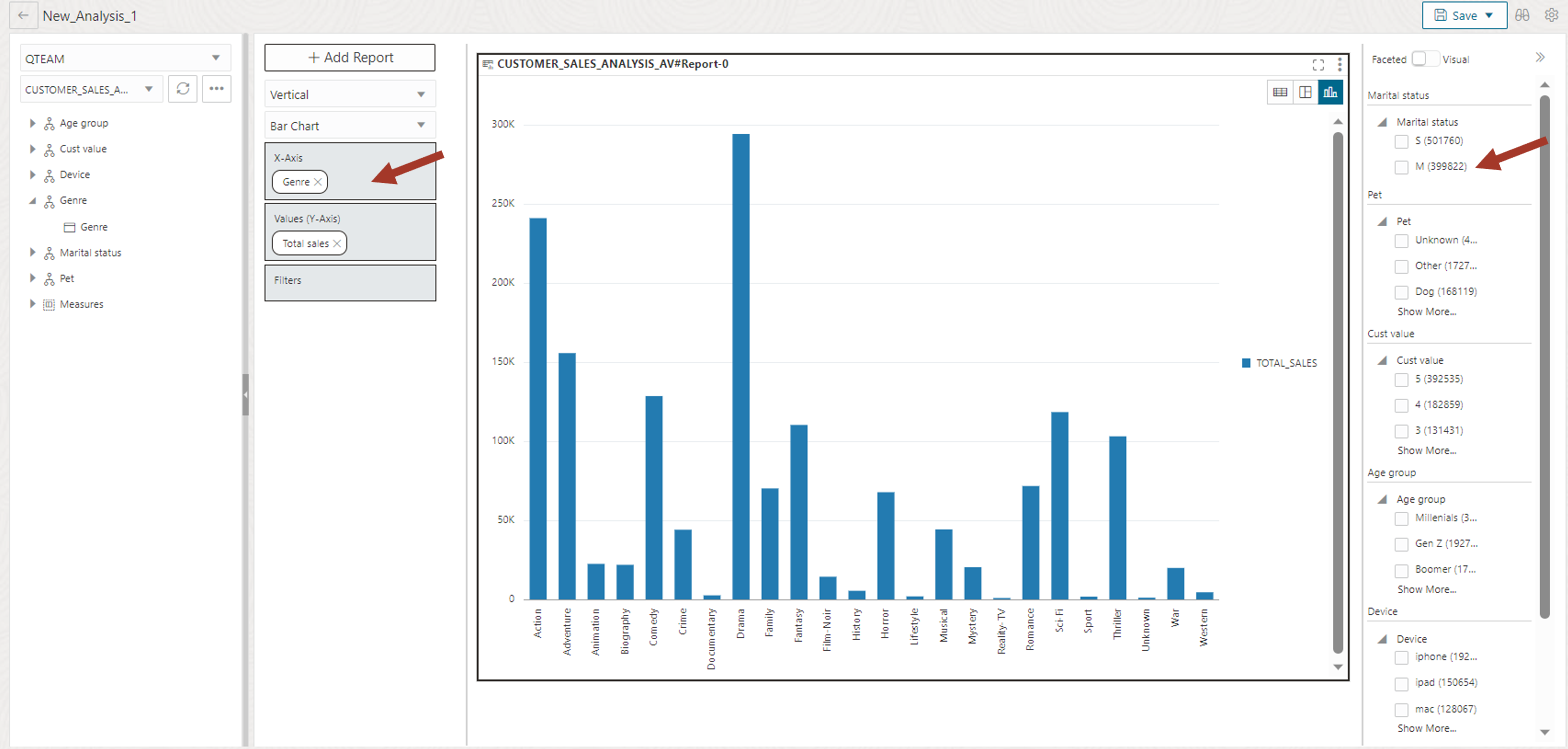 New_Analysis_1
Save
QTEAM
CUSTOMER_SALES_A...
Age group
Cust value
Device
Genre
Genre
Marital status
Pet
Measures
+ Add Report
Vertical
Bar Chart
X-Axis
Genre
Values (Y-Axis)
Total sales
Filters
CUSTOMER_SALES_ANALYSIS_AV#Report-0
300K
250K
200K
150K
100K
50K
0
Action
Adventure
Animation
Biography
Comedy
Crime
Documentary
Drama
Family
Fantasy
Film-Noir
History
Horror
Lifestyle
Musical
Mystery
Reality-TV
Romance
Sci-Fi
Sport
Thriller
Unknown
War
Western
TOTAL_SALES
Faceted Visual
Marital status
Marital status
S (501760)
M (399822)
Pet
Pet
Unknown (4...
Other (1727...
Dog (168119)
Show More...
Cust value
Cust value
5 (392535)
4 (182859)
3 (131431)
Show More...
Age group
Age group
Millenials (3...
Gen Z (1927...
Boomer (17...
Show More...
Device
Device
iphone (192...
ipad (150654)
mac (128067)
Show More...